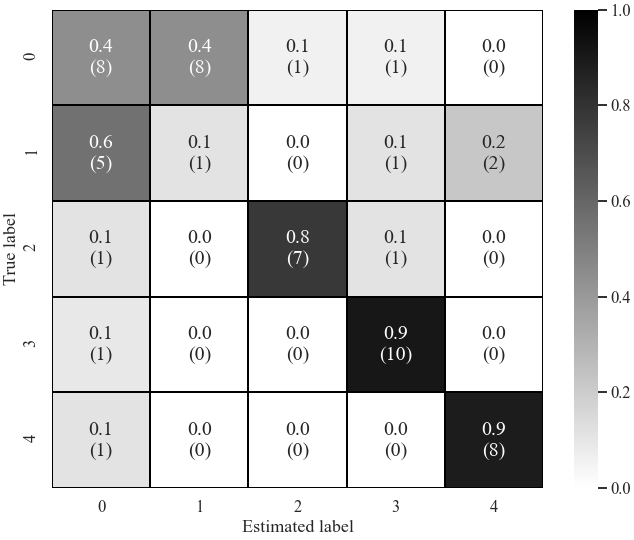 0.4 0.4 0.1 0.1 0.0
(8) (8) (1) (1) (0)
0
0.6 0.1 0.0 0.1 0.2
(5) (1) (0) (1) (2)
1
0.1 0.0 0.8 0.1 0.0
(1) (0) (7) (1) (0)
2
0.1 0.0 0.0 0.9 0.0
(1) (0) (0) (10) (0)
3
0.1 0.0 0.0 0.0 0.9
(1) (0) (0) (0) (8)
4
True label
0 1 2 3 4
Estimated label
1.0
0.8
0.6
0.4
0.2
0.0